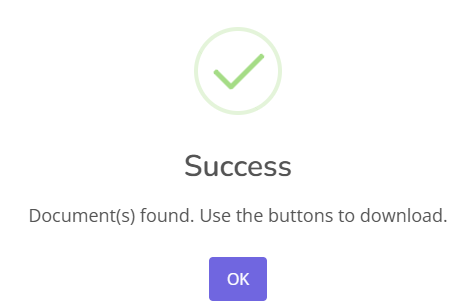 Success
Document(s) found. Use the buttons to download.
OK